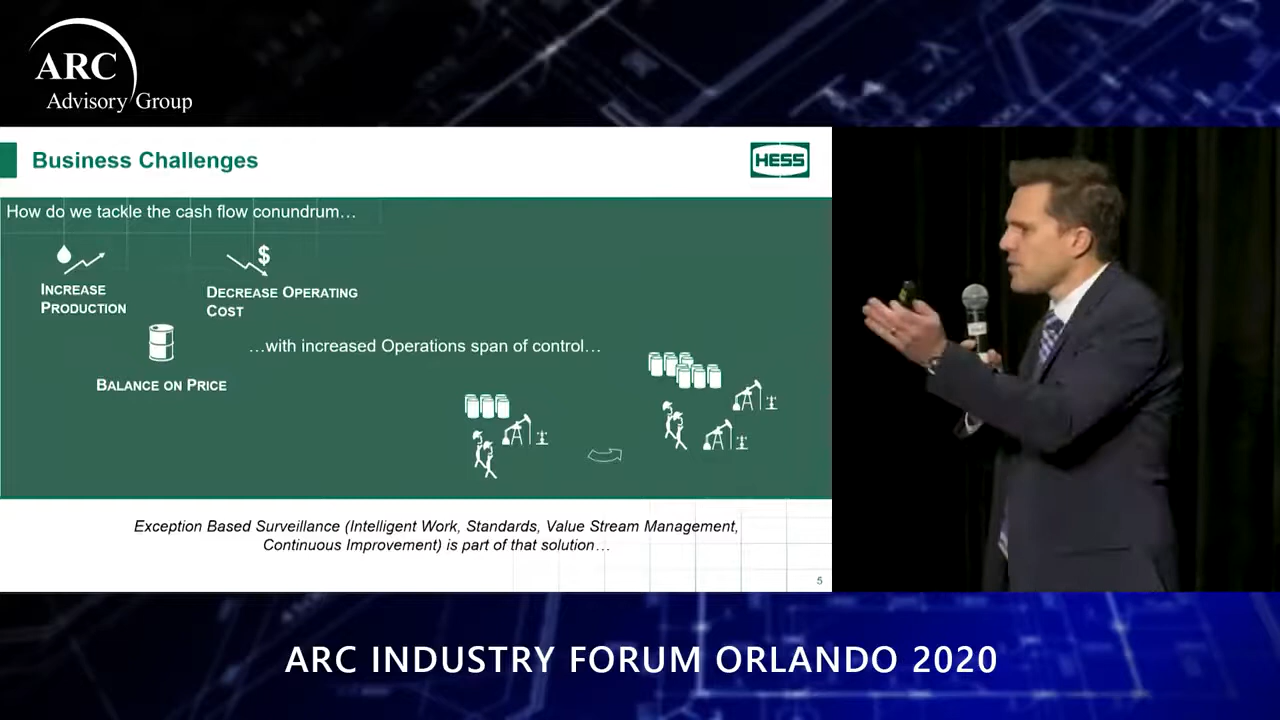 ARC
Advisory Group
Business Challenges
HESS
How do we tackle the cash flow conundrum…
$
INCREASE
PRODUCTION
DECREASE OPERATING
COST
…with increased Operations span of control…
BALANCE ON PRICE
Exception Based Surveillance (Intelligent Work, Standards, Value Stream Management,
Continuous Improvement) is part of that solution…
5
ARC INDUSTRY FORUM ORLANDO 2020